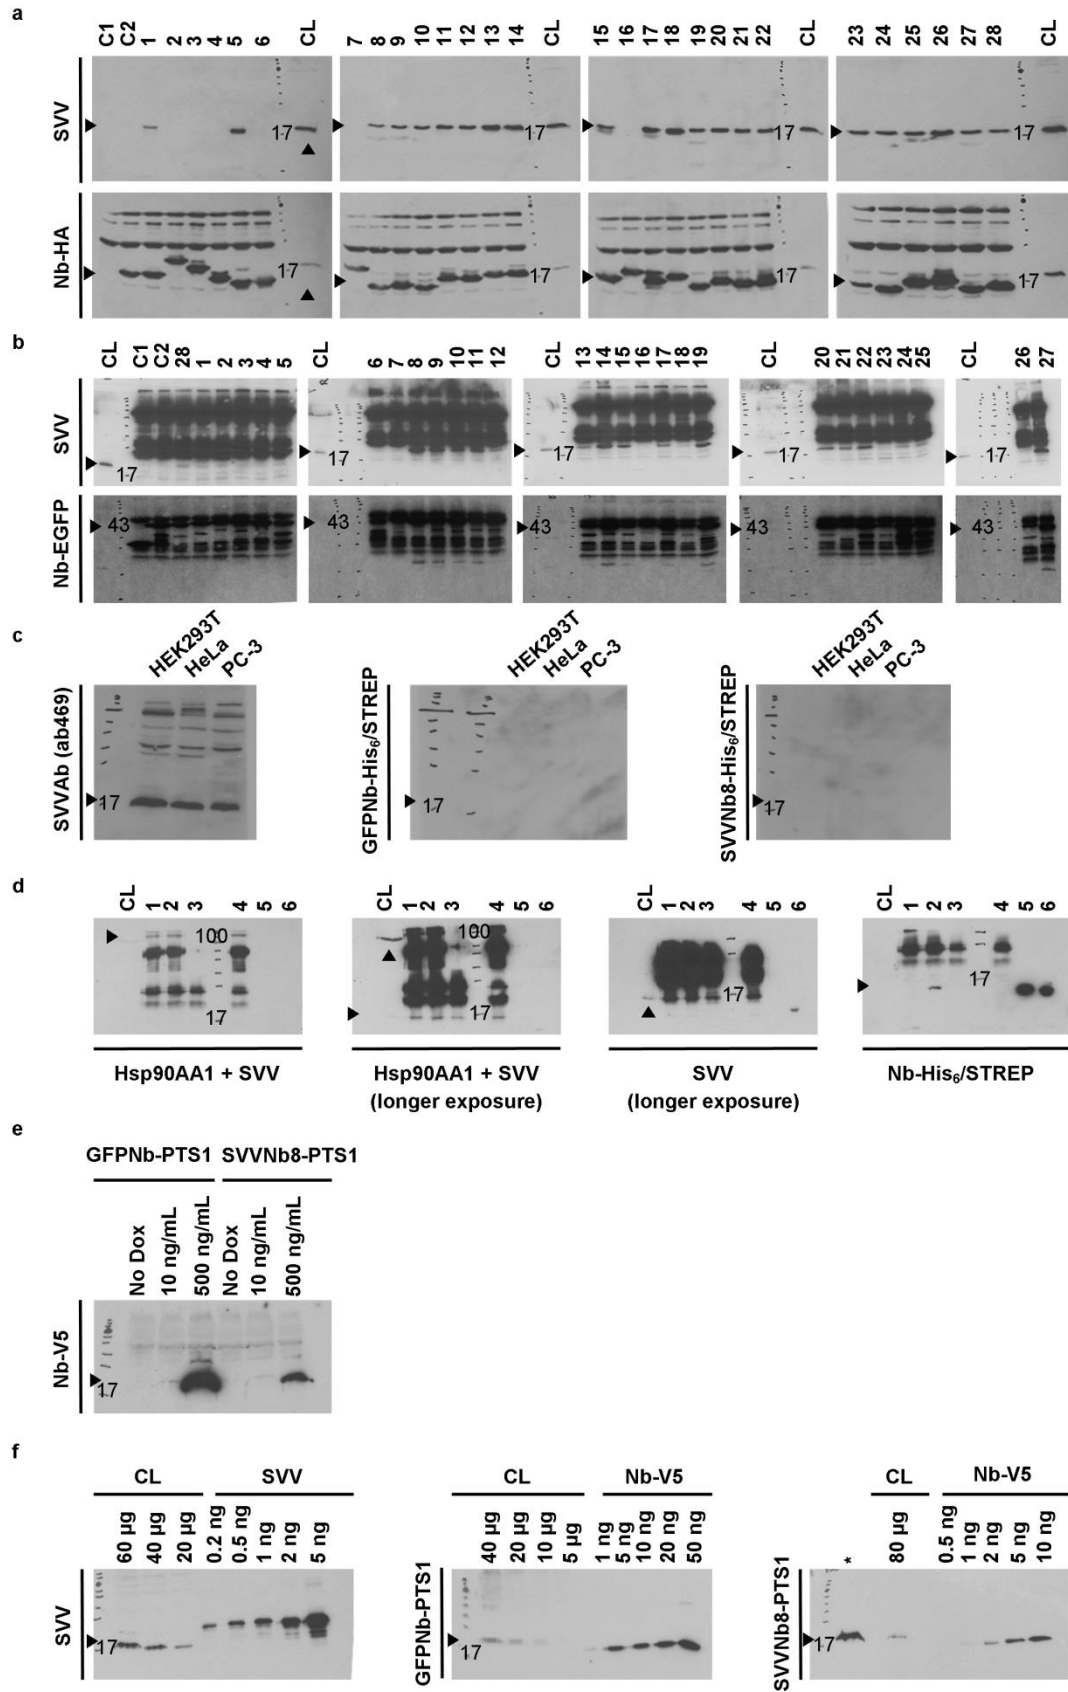 a
C1 C2 1 2 3 4 5 6 CL 7 8 9 10 11 12 13 14 CL 15 16 17 18 19 20 21 22 CL 23 24 25 26 27 28 CL
SVV 17 17 17 17
Nb-HA 17 17 17 17
b
CL C1 C2 28 1 2 3 4 5 CL 6 7 8 9 10 11 12 CL 13 14 15 16 17 18 19 CL 20 21 22 23 24 25 CL 26 27
SVV 17 17 17 17 17
Nb-EGFP 43 43 43 43 43
c
HEK293T HeLa PC-3 HEK293T HeLa PC-3 HEK293T HeLa PC-3
SVVAb (ab469) 17 GFPNb-His₆/STREP 17 SVVNb8-His₆/STREP 17
d
CL 1 2 3 4 5 6 CL 1 2 3 4 5 6 CL 1 2 3 4 5 6 CL 1 2 3 4 5 6
100 100
17 17 17 17
Hsp90AA1 + SVV Hsp90AA1 + SVV SVV Nb-His₆/STREP
(longer exposure) (longer exposure)
e
GFPNb-PTS1 SVVNb8-PTS1
No Dox 10 ng/mL 500 ng/mL No Dox 10 ng/mL 500 ng/mL
Nb-V5 17
f
CL SVV CL Nb-V5 CL Nb-V5
60 µg 40 µg 20 µg 0.2 ng 0.5 ng 1 ng 2 ng 5 ng 40 µg 20 µg 10 µg 5 µg 1 ng 5 ng 10 ng 20 ng 50 ng * 80 µg 0.5 ng 1 ng 2 ng 5 ng 10 ng
SVV 17 GFPNb-PTS1 17 SVVNb8-PTS1 17